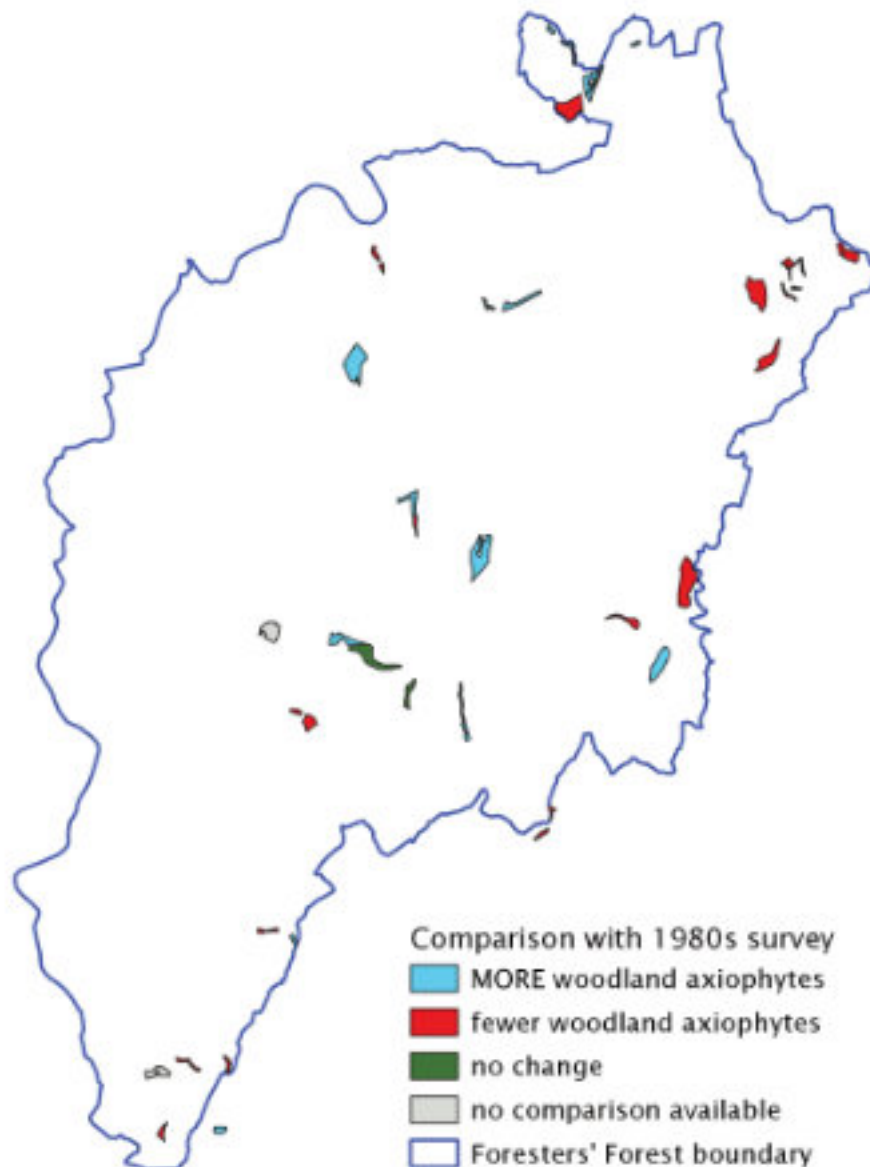 Comparison with 1980s survey
MORE woodland axiophytes
fewer woodland axiophytes
no change
no comparison available
Foresters' Forest boundary